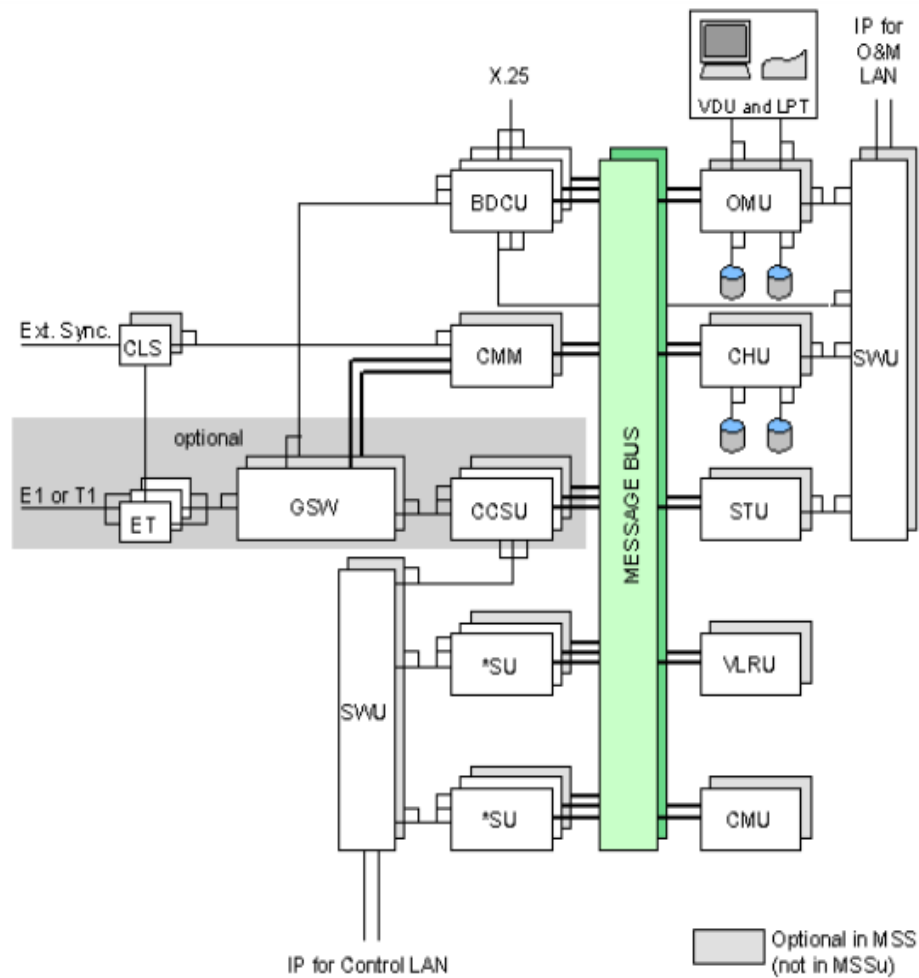 IP for
O&M
LAN
X.25
VDU and LPT
BDCU
OMU
Ext. Sync.
CLS
CMM
CHU
SWU
optional
E1 or T1
ET
GSW
CCSU
STU
MESSAGE BUS
*SU
VLRU
SWU
*SU
CMU
IP for Control LAN
Optional in MSS
(not in MSSu)